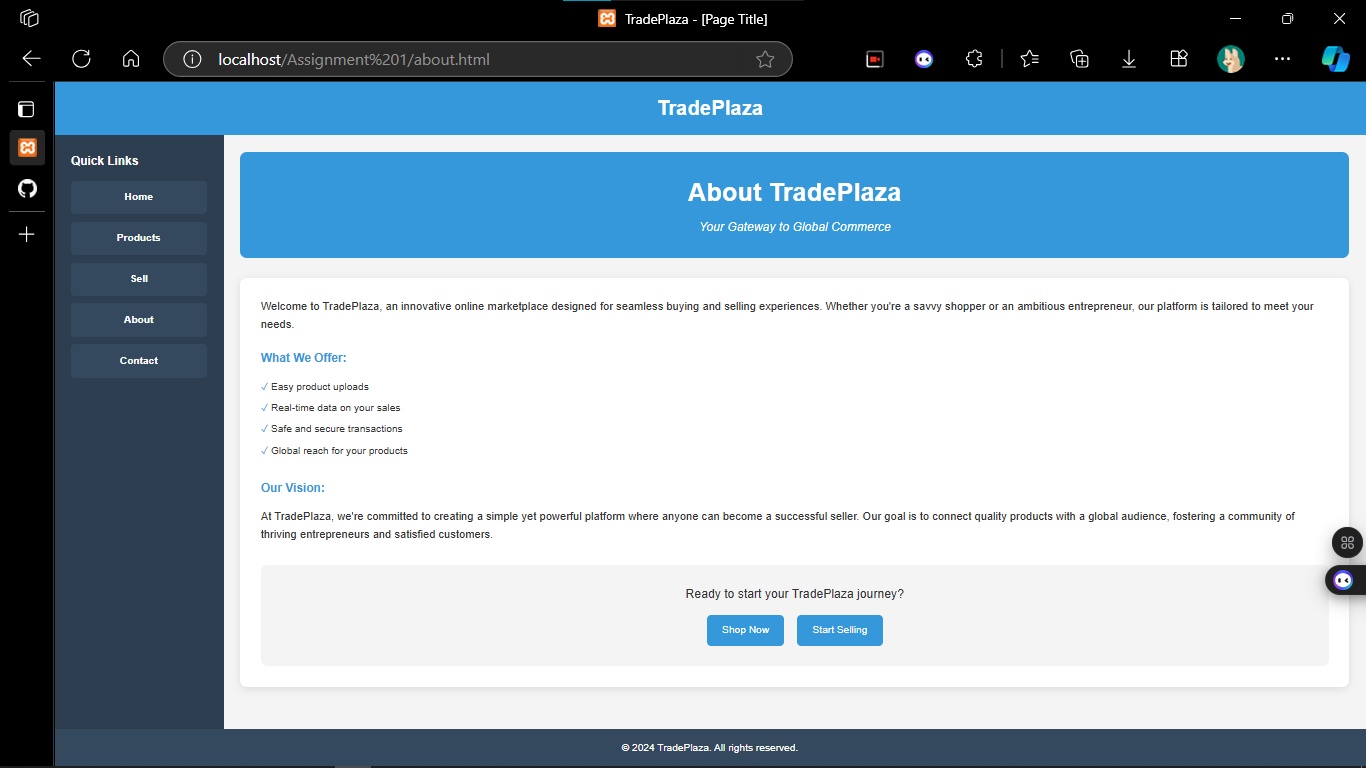 TradePlaza - [Page Title]
localhost/Assignment%201/about.html
TradePlaza
Quick Links
Home
Products
Sell
About
Contact
About TradePlaza
Your Gateway to Global Commerce
Welcome to TradePlaza, an innovative online marketplace designed for seamless buying and selling experiences. Whether you're a savvy shopper or an ambitious entrepreneur, our platform is tailored to meet your
needs.
What We Offer:
✓ Easy product uploads
✓ Real-time data on your sales
✓ Safe and secure transactions
✓ Global reach for your products
Our Vision:
At TradePlaza, we're committed to creating a simple yet powerful platform where anyone can become a successful seller. Our goal is to connect quality products with a global audience, fostering a community of
thriving entrepreneurs and satisfied customers.
Ready to start your TradePlaza journey?
Shop Now
Start Selling
© 2024 TradePlaza. All rights reserved.